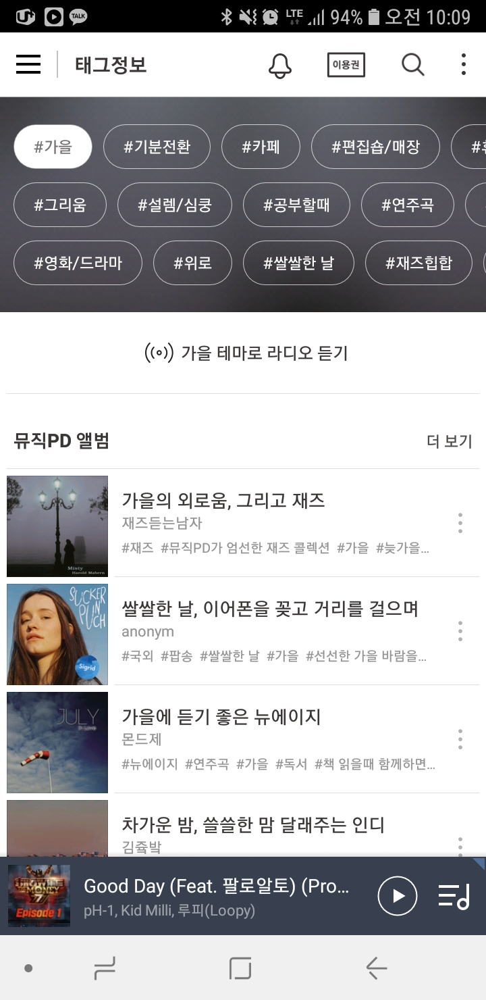 U+ TALK LTE 94% 오전 10:09
태그정보 이용권
#가을 #기분전환 #카페 #편집숍/매장
#그리움 #설렘/심쿵 #공부할때 #연주곡
#영화/드라마 #위로 #쌀쌀한 날 #재즈힙합
가을 테마로 라디오 듣기
뮤직PD 앨범 더 보기
가을의 외로움, 그리고 재즈
재즈듣는남자
#재즈 #뮤직PD가 엄선한 재즈 콜렉션 #가을 #늦가을...
Misty
Harold Mabern
쌀쌀한 날, 이어폰을 꽂고 거리를 걸으며
anonym
#국외 #팝송 #쌀쌀한 날 #가을 #선선한 가을 바람을...
SUCKER
IN
PUNCH
Sigrid
가을에 듣기 좋은 뉴에이지
몬드제
#뉴에이지 #연주곡 #가을 #독서 #책 읽을때 함께하면...
JULY
차가운 밤, 쓸쓸한 맘 달래주는 인디
김쥭박
Good Day (Feat. 팔로알토) (Pro...
pH-1, Kid Milli, 루피(Loopy)
SHOW ME
THE MONEY
777
Episode 1